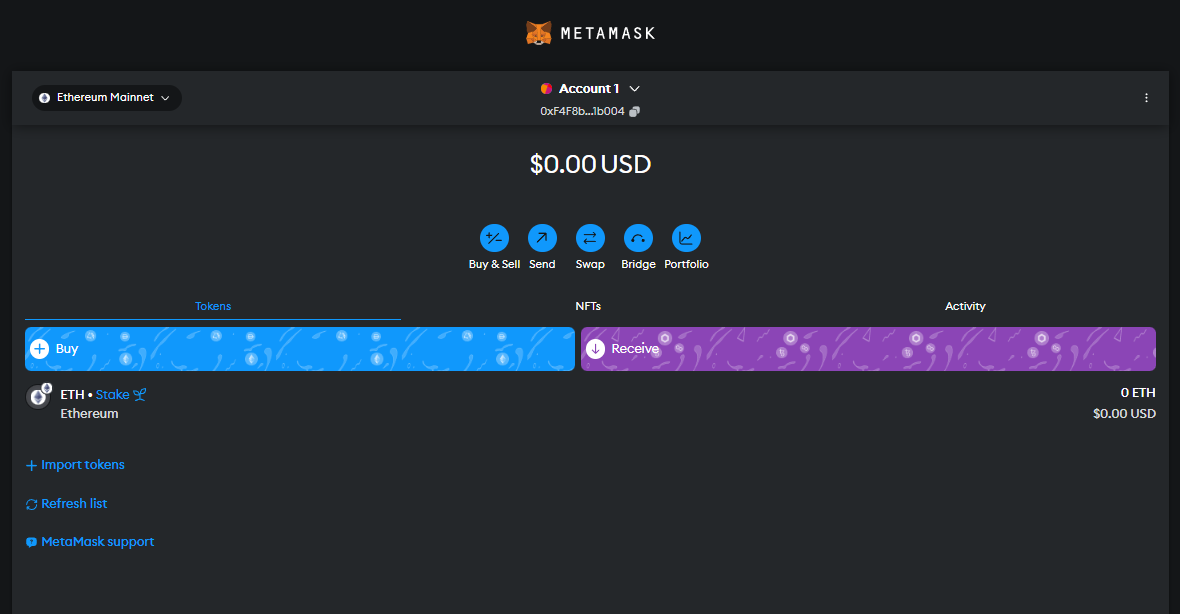 METAMASK
Ethereum Mainnet
Account 1
0xF4F8b...1b004
$0.00 USD
Buy & Sell Send Swap Bridge Portfolio
Tokens NFTs Activity
Buy Receive
ETH • Stake 0 ETH
Ethereum $0.00 USD
Import tokens
Refresh list
MetaMask support